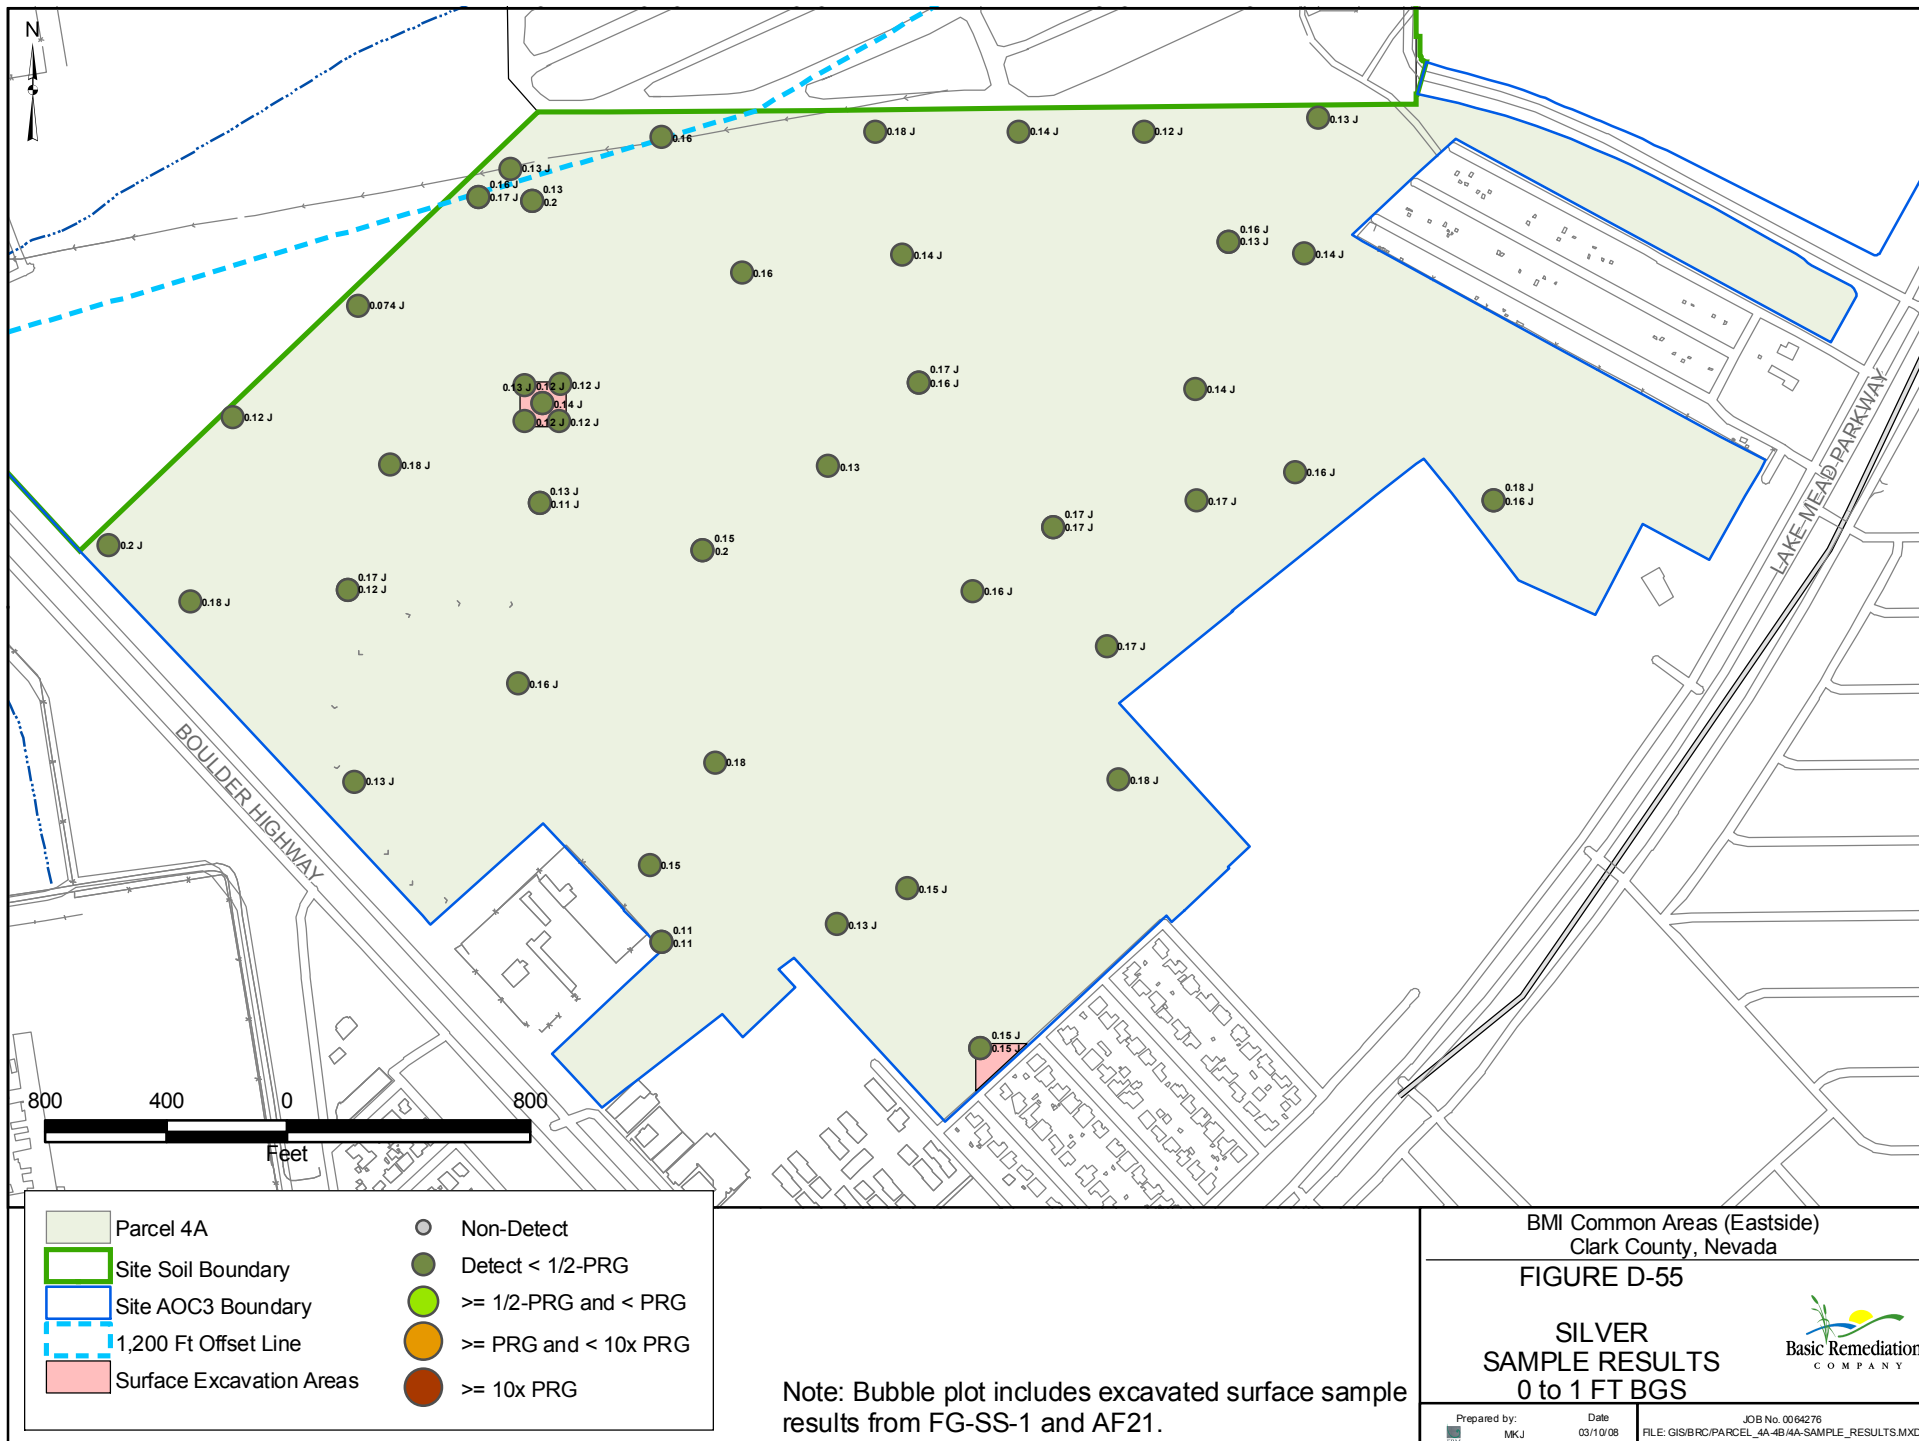 N
0.13 J
0.16
0.18 J
0.14 J
0.12 J
0.13 J
0.16 J
0.17 J
0.13
0.2
0.16 J
0.13 J
0.14 J
0.14 J
0.16
0.074 J
0.17 J
0.16 J
0.14 J
0.13 J
0.12 J
0.12 J
0.14 J
0.12 J
0.12 J
0.12 J
0.18 J
0.13
0.16 J
0.13 J
0.11 J
0.17 J
0.18 J
0.16 J
0.17 J
0.17 J
0.2 J
0.15
0.2
0.17 J
0.12 J
0.18 J
0.16 J
0.17 J
0.16 J
0.18
0.18 J
0.13 J
0.15
0.15 J
0.13 J
0.11
0.11
0.15 J
0.15 J
LAKE MEAD PARKWAY
BOULDER HIGHWAY
800 400 0 800
Feet
Parcel 4A
Site Soil Boundary
Site AOC3 Boundary
1,200 Ft Offset Line
Surface Excavation Areas
Non-Detect
Detect < 1/2-PRG
>= 1/2-PRG and < PRG
>= PRG and < 10x PRG
>= 10x PRG
Note: Bubble plot includes excavated surface sample
results from FG-SS-1 and AF21.
BMI Common Areas (Eastside)
Clark County, Nevada
FIGURE D-55
SILVER
SAMPLE RESULTS
0 to 1 FT BGS
Basic Remediation
COMPANY
Prepared by:
MKJ
Date
03/10/08
JOB No. 0064276
FILE: GIS/BRC/PARCEL_4A-4B/4A-SAMPLE_RESULTS.MXD